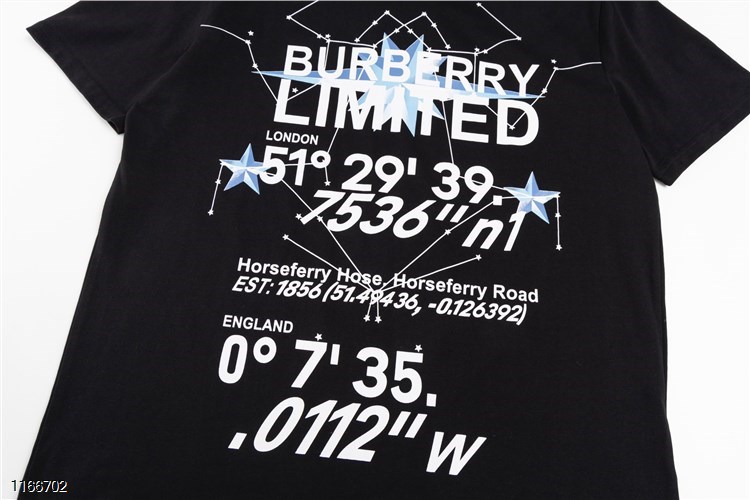 BURBERRY
LIMITED
LONDON
51° 29' 39.
7536" n1
Horseferry Hose, Horseferry Road
EST: 1856 (51.49436, -0.126392)
ENGLAND
0° 7' 35.
.0112" w
1166702